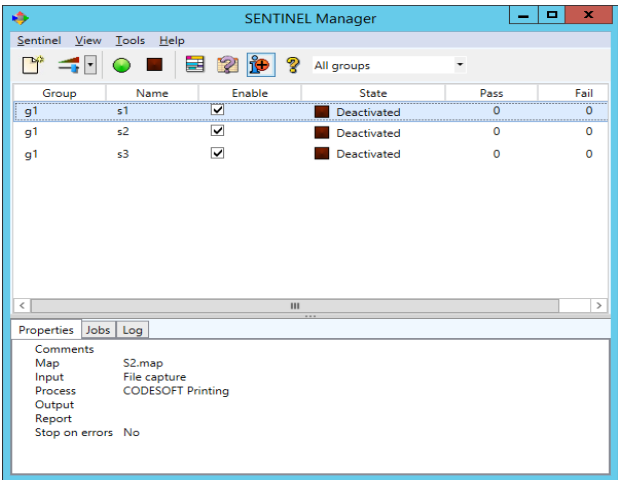 SENTINEL Manager
Sentinel View Tools Help
All groups
Group Name Enable State Pass Fail
g1 s1 Deactivated 0 0
g1 s2 Deactivated 0 0
g1 s3 Deactivated 0 0
Properties Jobs Log
Comments
Map S2.map
Input File capture
Process CODESOFT Printing
Output
Report
Stop on errors No